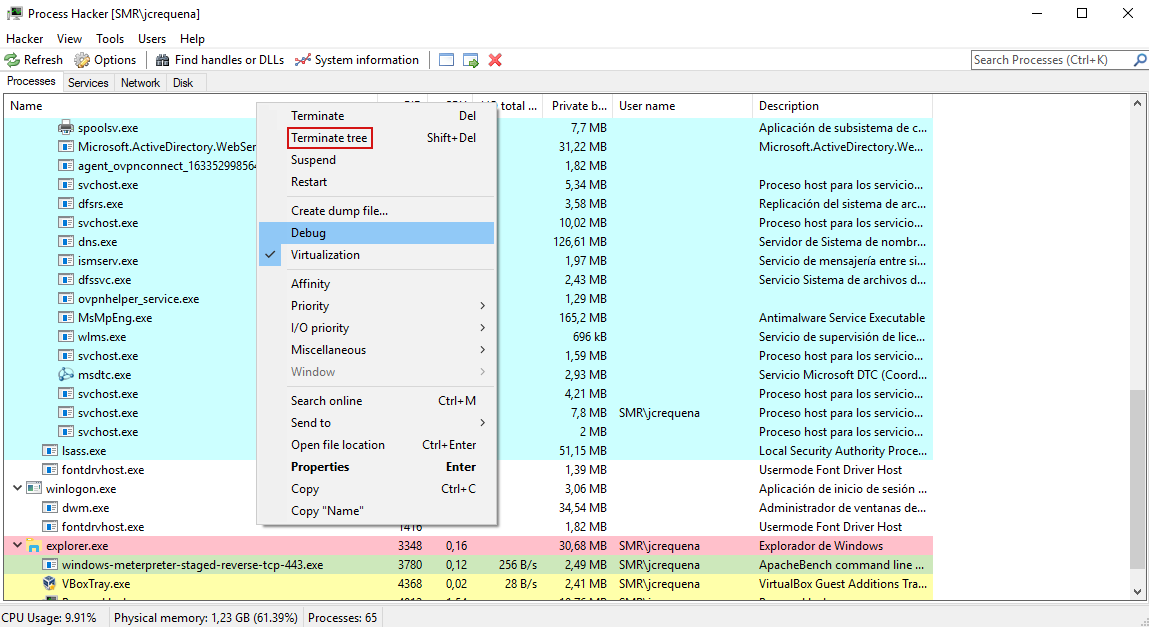 Process Hacker [SMR\jcrequena]
Hacker View Tools Users Help
Refresh Options Find handles or DLLs System information Search Processes (Ctrl+K)
Processes Services Network Disk
Name total ... Private b... User name Description
spoolsv.exe 7,7 MB Aplicación de subsistema de c...
Microsoft.ActiveDirectory.WebSer 31,22 MB Microsoft.ActiveDirectory.We...
agent_ovpnconnect_1633529985 1,82 MB
svchost.exe 5,34 MB Proceso host para los servicio...
dfsrs.exe 3,58 MB Replicación del sistema de arc...
svchost.exe 10,02 MB Proceso host para los servicio...
dns.exe 126,61 MB Servidor de Sistema de nombr...
ismserv.exe 1,97 MB Servicio de mensajería entre si...
dfssvc.exe 2,43 MB Servicio Sistema de archivos d...
ovpnhelper_service.exe 1,29 MB
MsMpEng.exe 165,2 MB Antimalware Service Executable
wlms.exe 696 kB Servicio de supervisión de lice...
svchost.exe 1,59 MB Proceso host para los servicio...
msdtc.exe 2,93 MB Servicio Microsoft DTC (Coord...
svchost.exe 4,21 MB Proceso host para los servicio...
svchost.exe 7,8 MB SMR\jcrequena Proceso host para los servicio...
svchost.exe 2 MB Proceso host para los servicio...
lsass.exe 51,15 MB Local Security Authority Proce...
fontdrvhost.exe 1,39 MB Usermode Font Driver Host
winlogon.exe 3,06 MB Aplicación de inicio de sesión ...
dwm.exe 34,54 MB Administrador de ventanas de...
fontdrvhost.exe 1416 1,82 MB Usermode Font Driver Host
explorer.exe 3348 0,16 30,68 MB SMR\jcrequena Explorador de Windows
windows-meterpreter-staged-reverse-tcp-443.exe 3780 0,12 256 B/s 2,49 MB SMR\jcrequena ApacheBench command line ...
VBoxTray.exe 4368 0,02 28 B/s 2,41 MB SMR\jcrequena VirtualBox Guest Additions Tra...
Terminate Del
Terminate tree Shift+Del
Suspend
Restart
Create dump file...
Debug
Virtualization
Affinity
Priority
I/O priority
Miscellaneous
Window
Search online Ctrl+M
Send to
Open file location Ctrl+Enter
Properties Enter
Copy Ctrl+C
Copy "Name"
CPU Usage: 9.91% Physical memory: 1,23 GB (61.39%) Processes: 65